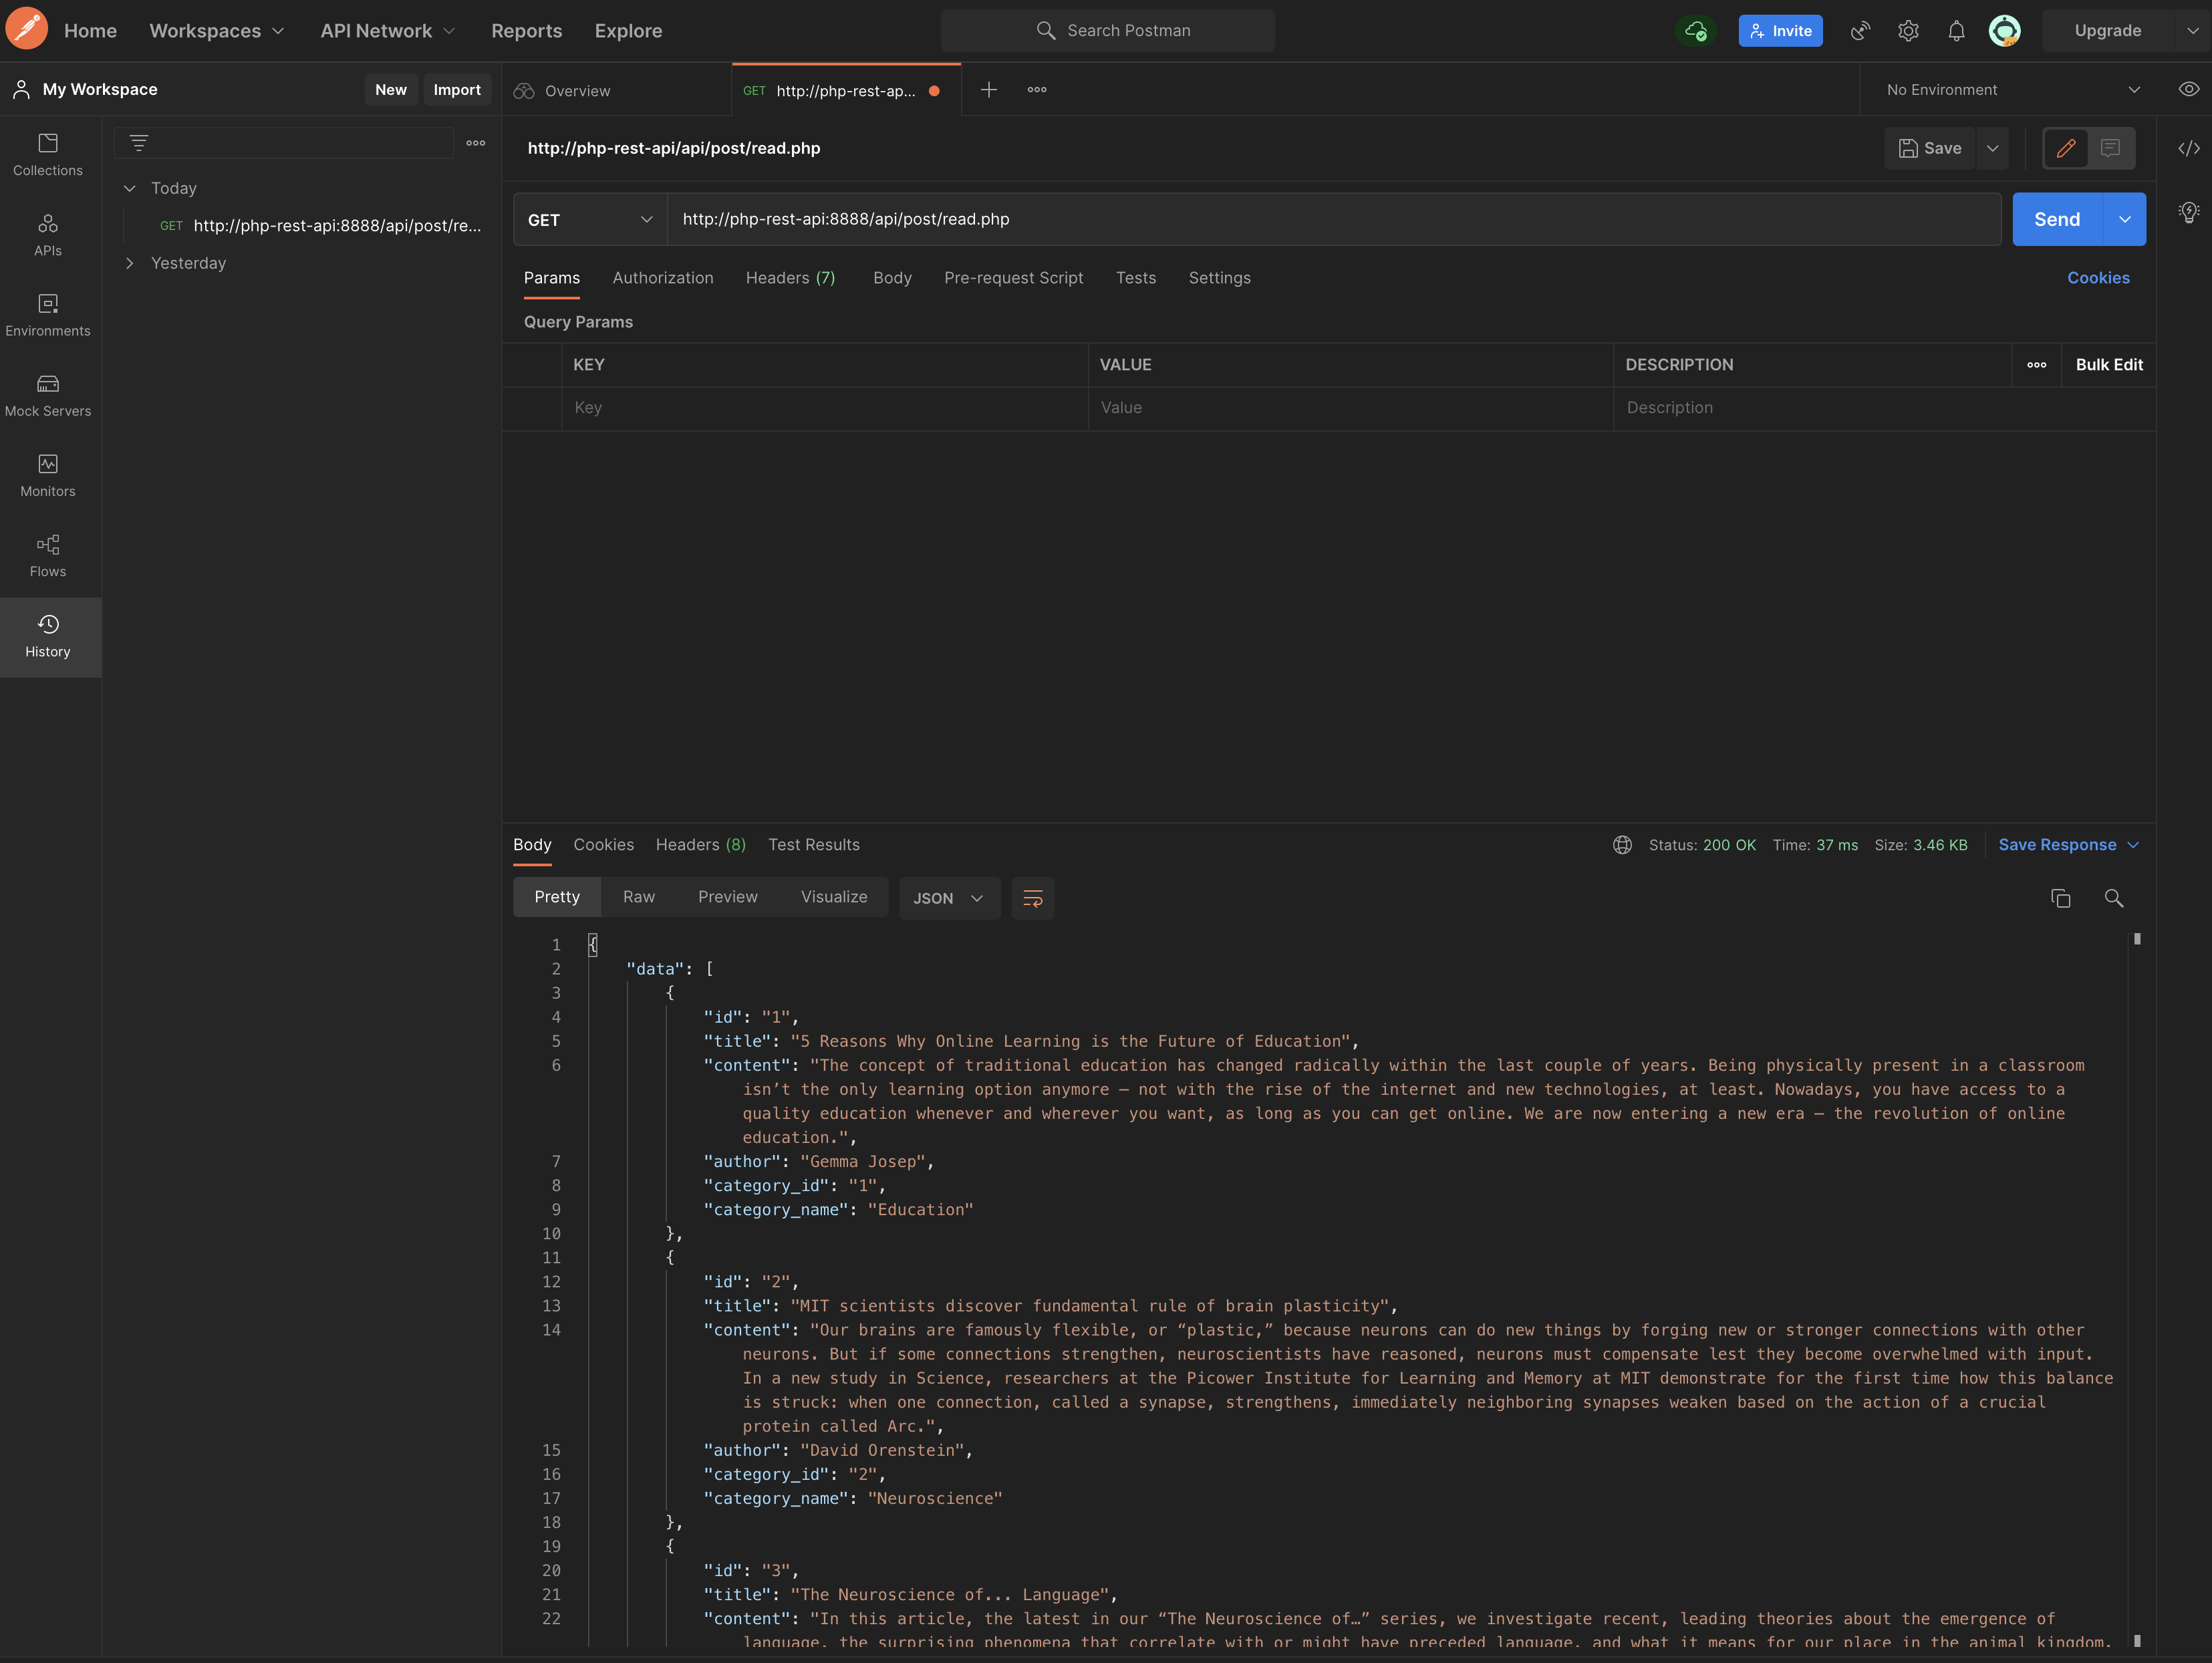 Home Workspaces API Network Reports Explore Search Postman Invite Upgrade
My Workspace New Import Overview GET http://php-rest-ap... No Environment
Collections
APIs
Environments
Mock Servers
Monitors
Flows
History
Today
GET http://php-rest-api:8888/api/post/re...
Yesterday
http://php-rest-api/api/post/read.php Save
GET http://php-rest-api:8888/api/post/read.php Send
Params Authorization Headers (7) Body Pre-request Script Tests Settings Cookies
Query Params
KEY VALUE DESCRIPTION Bulk Edit
Key Value Description
Body Cookies Headers (8) Test Results Status: 200 OK Time: 37 ms Size: 3.46 KB Save Response
Pretty Raw Preview Visualize JSON
1 {
2 "data": [
3 {
4 "id": "1",
5 "title": "5 Reasons Why Online Learning is the Future of Education",
6 "content": "The concept of traditional education has changed radically within the last couple of years. Being physically present in a classroom
isn’t the only learning option anymore — not with the rise of the internet and new technologies, at least. Nowadays, you have access to a
quality education whenever and wherever you want, as long as you can get online. We are now entering a new era — the revolution of online
education.",
7 "author": "Gemma Josep",
8 "category_id": "1",
9 "category_name": "Education"
10 },
11 {
12 "id": "2",
13 "title": "MIT scientists discover fundamental rule of brain plasticity",
14 "content": "Our brains are famously flexible, or “plastic,” because neurons can do new things by forging new or stronger connections with other
neurons. But if some connections strengthen, neuroscientists have reasoned, neurons must compensate lest they become overwhelmed with input.
In a new study in Science, researchers at the Picower Institute for Learning and Memory at MIT demonstrate for the first time how this balance
is struck: when one connection, called a synapse, strengthens, immediately neighboring synapses weaken based on the action of a crucial
protein called Arc.",
15 "author": "David Orenstein",
16 "category_id": "2",
17 "category_name": "Neuroscience"
18 },
19 {
20 "id": "3",
21 "title": "The Neuroscience of... Language",
22 "content": "In this article, the latest in our “The Neuroscience of…” series, we investigate recent, leading theories about the emergence of
language, the surprising phenomena that correlate with or might have preceded language, and what it means for our place in the animal kingdom.